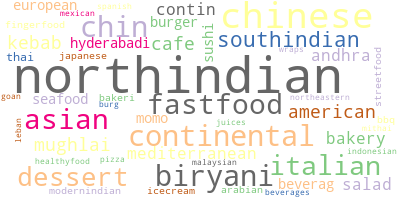 european
mexican
fingerfood
chin
contin
burger
chinese
kebab
hyderabadi
cafe
sushi
southindian
thai
japanese
wraps
andhra
northindian
streetfood
goan
seafood
bakeri
burg
fastfood
northeastern
american
asian
momo
juices
continental
bbq
leban
mughlai
mediterranean
bakery
indonesian
healthyfood
pizza
malaysian
italian
dessert
biryani
beverag
salad
modernindian
icecream
arabian
beverages